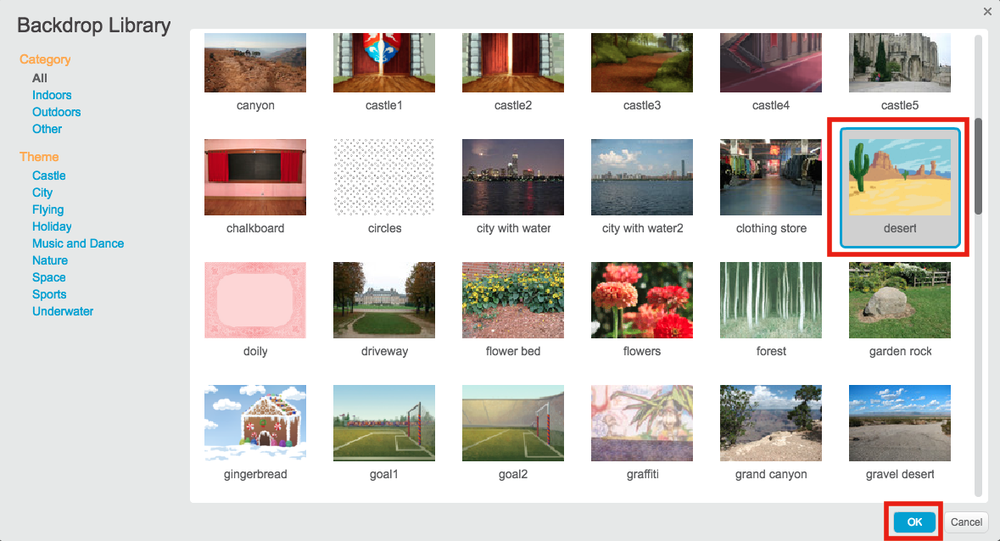 Backdrop Library
Category
All
Indoors
Outdoors
Other
Theme
Castle
City
Flying
Holiday
Music and Dance
Nature
Space
Sports
Underwater
canyon castle1 castle2 castle3 castle4 castle5
chalkboard circles city with water city with water2 clothing store desert
doily driveway flower bed flowers forest garden rock
gingerbread goal1 goal2 graffiti grand canyon gravel desert
OK Cancel